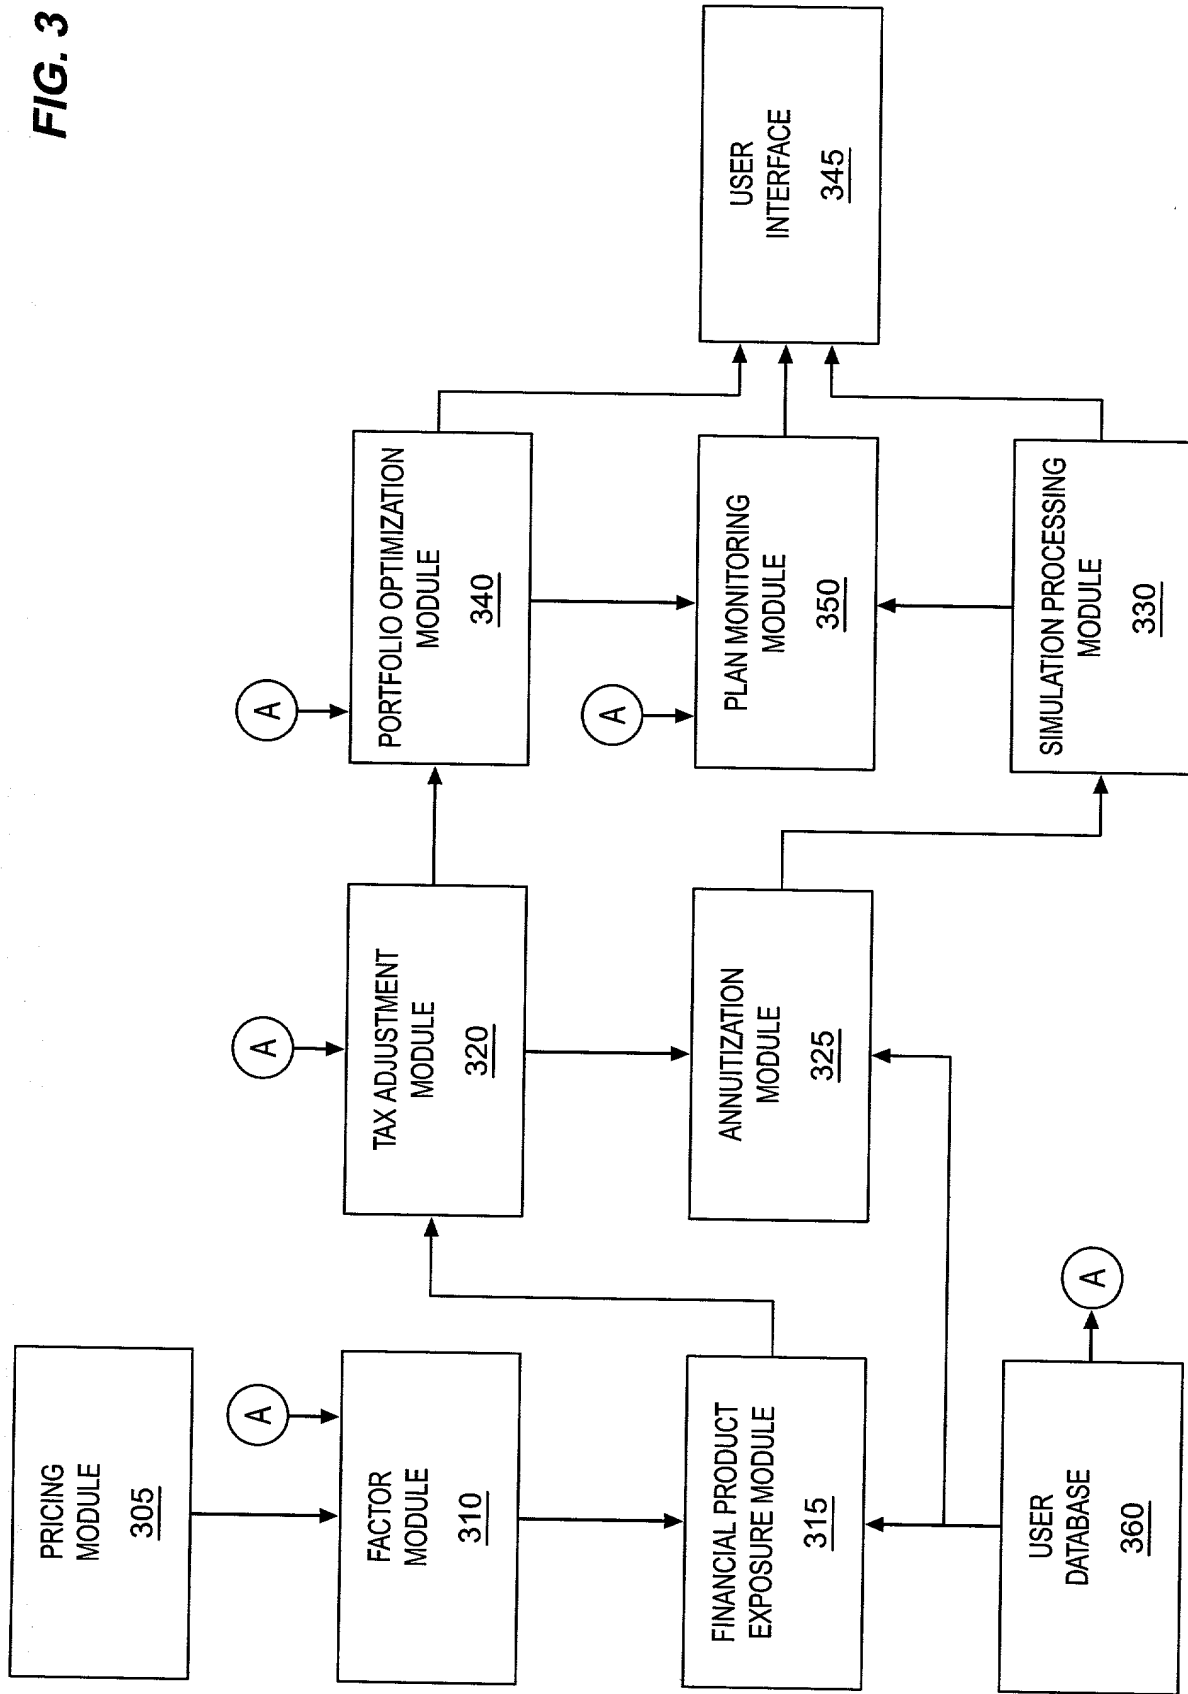 FIG. 3
PRICING
MODULE
305
A
FACTOR
MODULE
310
FINANCIAL PRODUCT
EXPOSURE MODULE
315
USER
DATABASE
360
A
A
TAX ADJUSTMENT
MODULE
320
ANNUITIZATION
MODULE
325
A
PORTFOLIO OPTIMIZATION
MODULE
340
A
PLAN MONITORING
MODULE
350
SIMULATION PROCESSING
MODULE
330
USER
INTERFACE
345